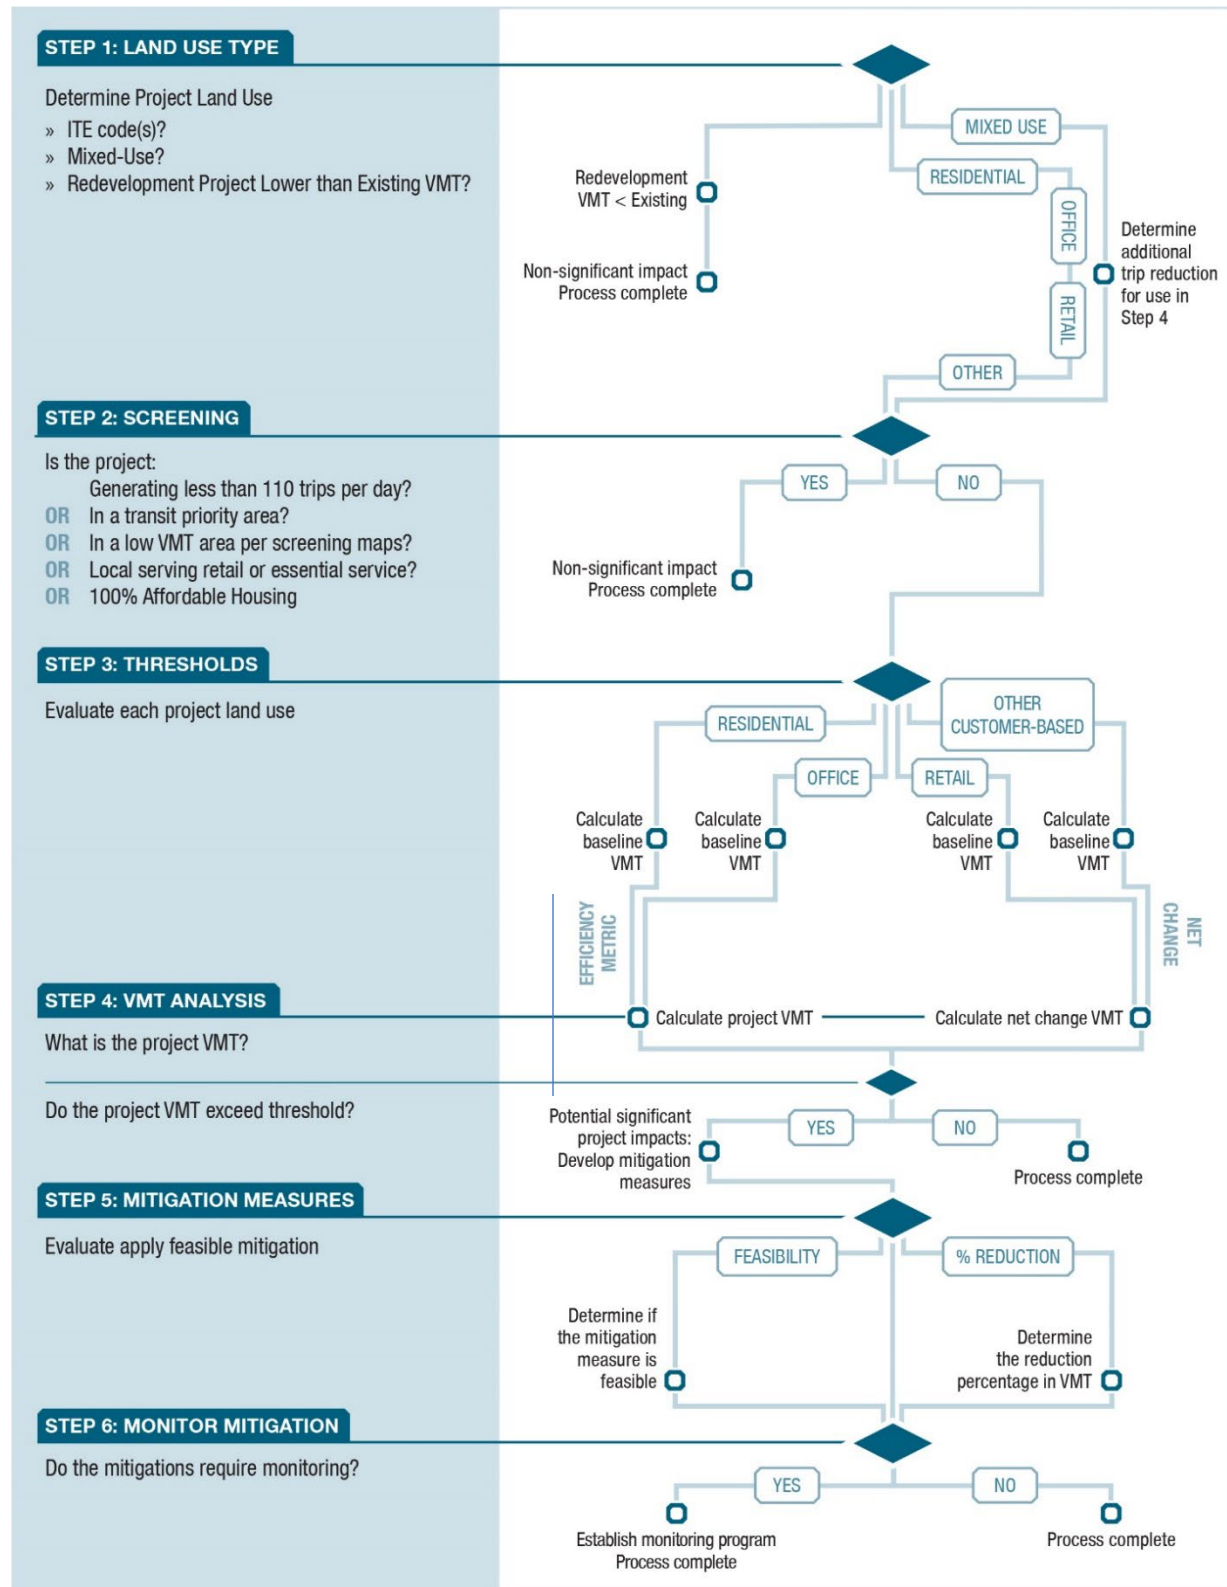 STEP 1: LAND USE TYPE
Determine Project Land Use
» ITE code(s)?
» Mixed-Use?
» Redevelopment Project Lower than Existing VMT?
MIXED USE
RESIDENTIAL
OFFICE
RETAIL
OTHER
Redevelopment
VMT < Existing
Non-significant impact
Process complete
Determine
additional
trip reduction
for use in
Step 4
STEP 2: SCREENING
Is the project:
Generating less than 110 trips per day?
OR In a transit priority area?
OR In a low VMT area per screening maps?
OR Local serving retail or essential service?
OR 100% Affordable Housing
YES
NO
Non-significant impact
Process complete
STEP 3: THRESHOLDS
Evaluate each project land use
RESIDENTIAL
OFFICE
RETAIL
OTHER
CUSTOMER-BASED
Calculate
baseline
VMT
Calculate
baseline
VMT
Calculate
baseline
VMT
Calculate
baseline
VMT
EFFICIENCY
METRIC
NET
CHANGE
STEP 4: VMT ANALYSIS
What is the project VMT?
Calculate project VMT
Calculate net change VMT
Do the project VMT exceed threshold?
YES
NO
Potential significant
project impacts:
Develop mitigation
measures
Process complete
STEP 5: MITIGATION MEASURES
Evaluate apply feasible mitigation
FEASIBILITY
% REDUCTION
Determine if
the mitigation
measure is
feasible
Determine
the reduction
percentage in VMT
STEP 6: MONITOR MITIGATION
Do the mitigations require monitoring?
YES
NO
Establish monitoring program
Process complete
Process complete